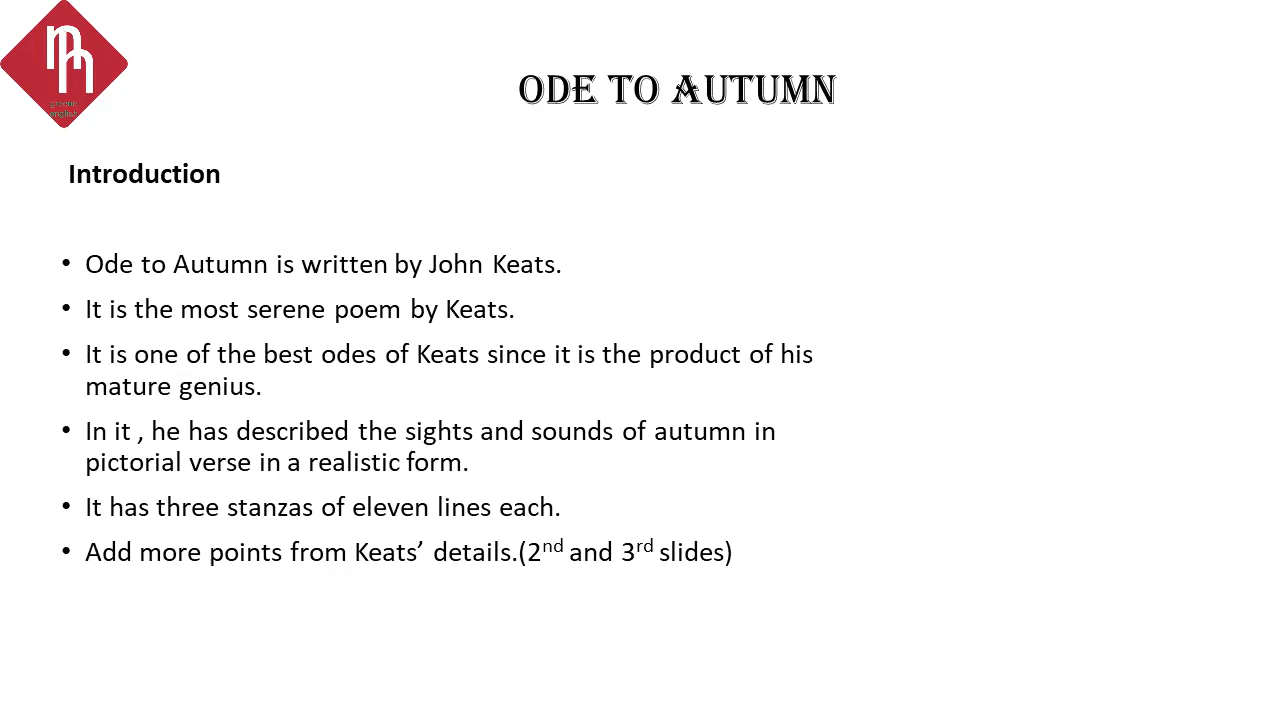 greene
english
ODE TO AUTUMN
Introduction
• Ode to Autumn is written by John Keats.
• It is the most serene poem by Keats.
• It is one of the best odes of Keats since it is the product of his
mature genius.
• In it , he has described the sights and sounds of autumn in
pictorial verse in a realistic form.
• It has three stanzas of eleven lines each.
• Add more points from Keats’ details.(2nd and 3rd slides)